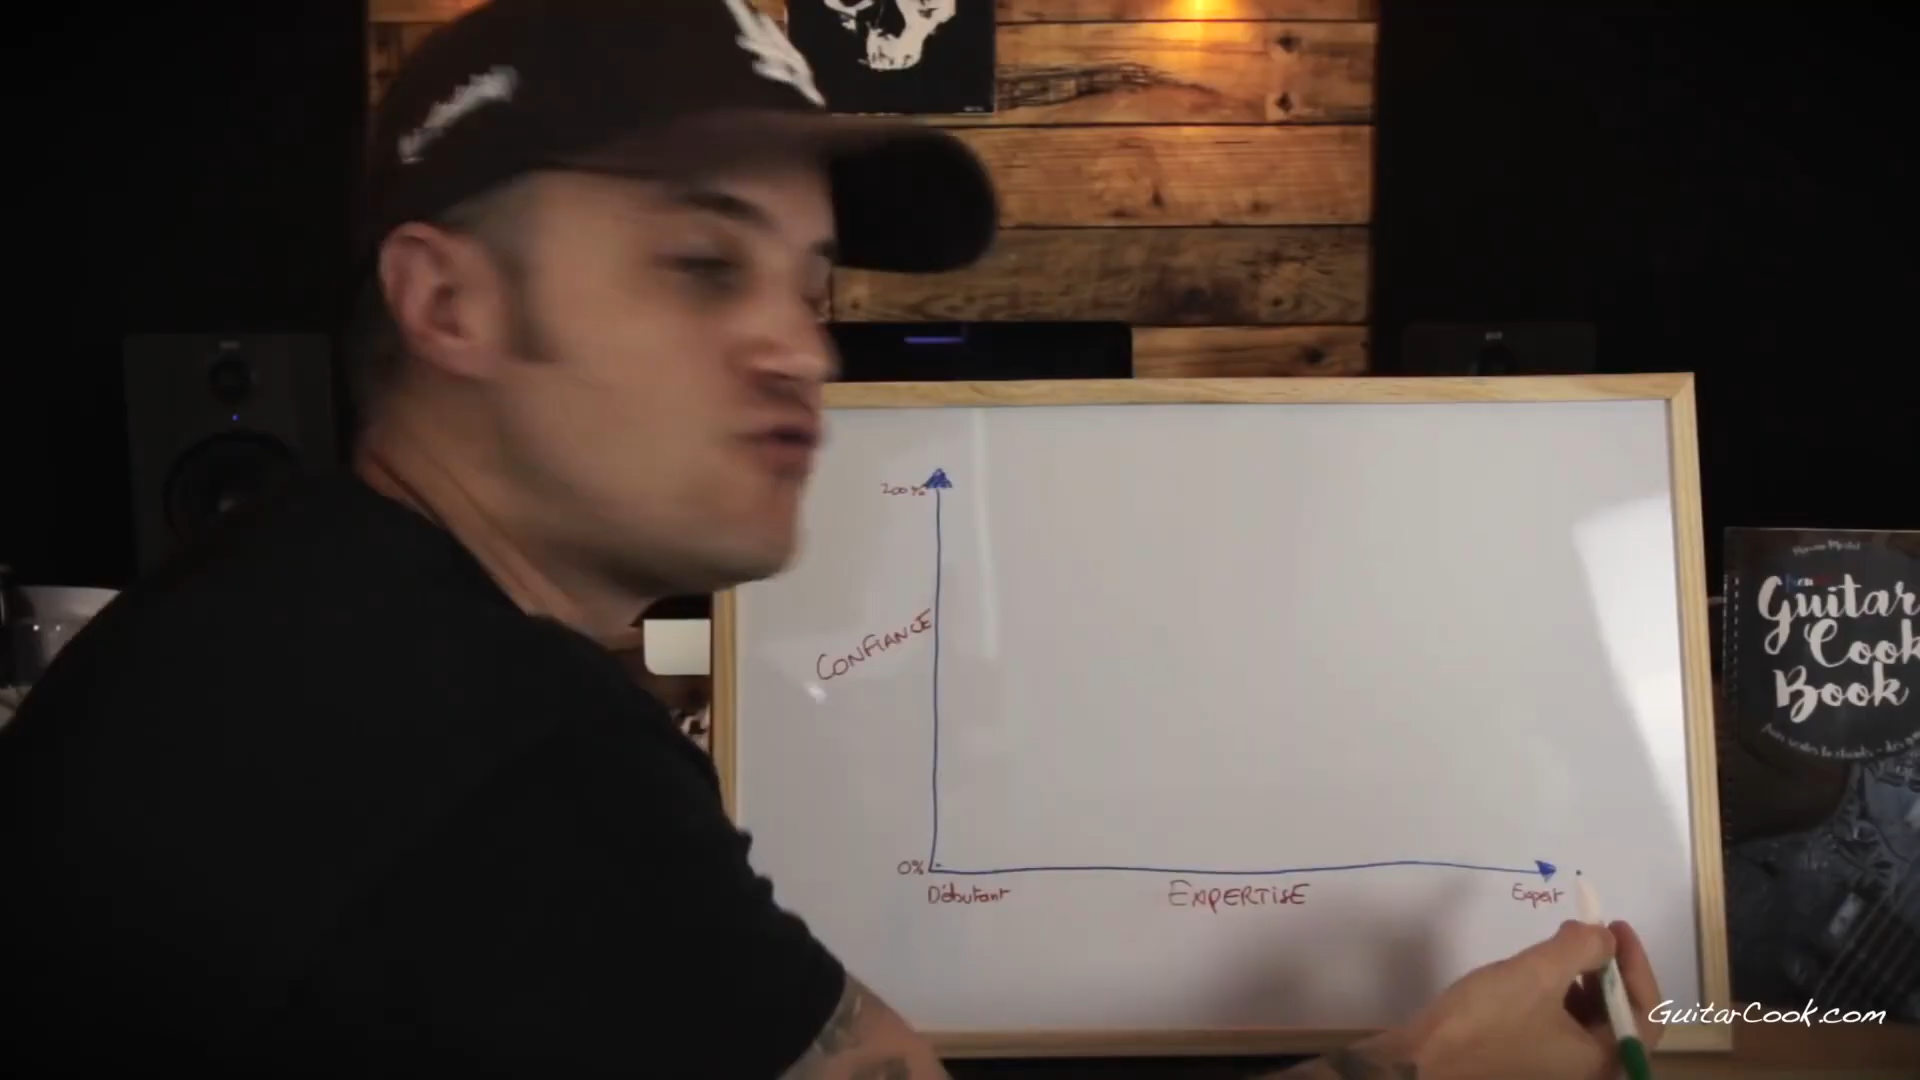 200%
CONFIANCE
0%
Débutant
EXPERTISE
Expert
Guitar
Cook
Book
GuitarCook.com